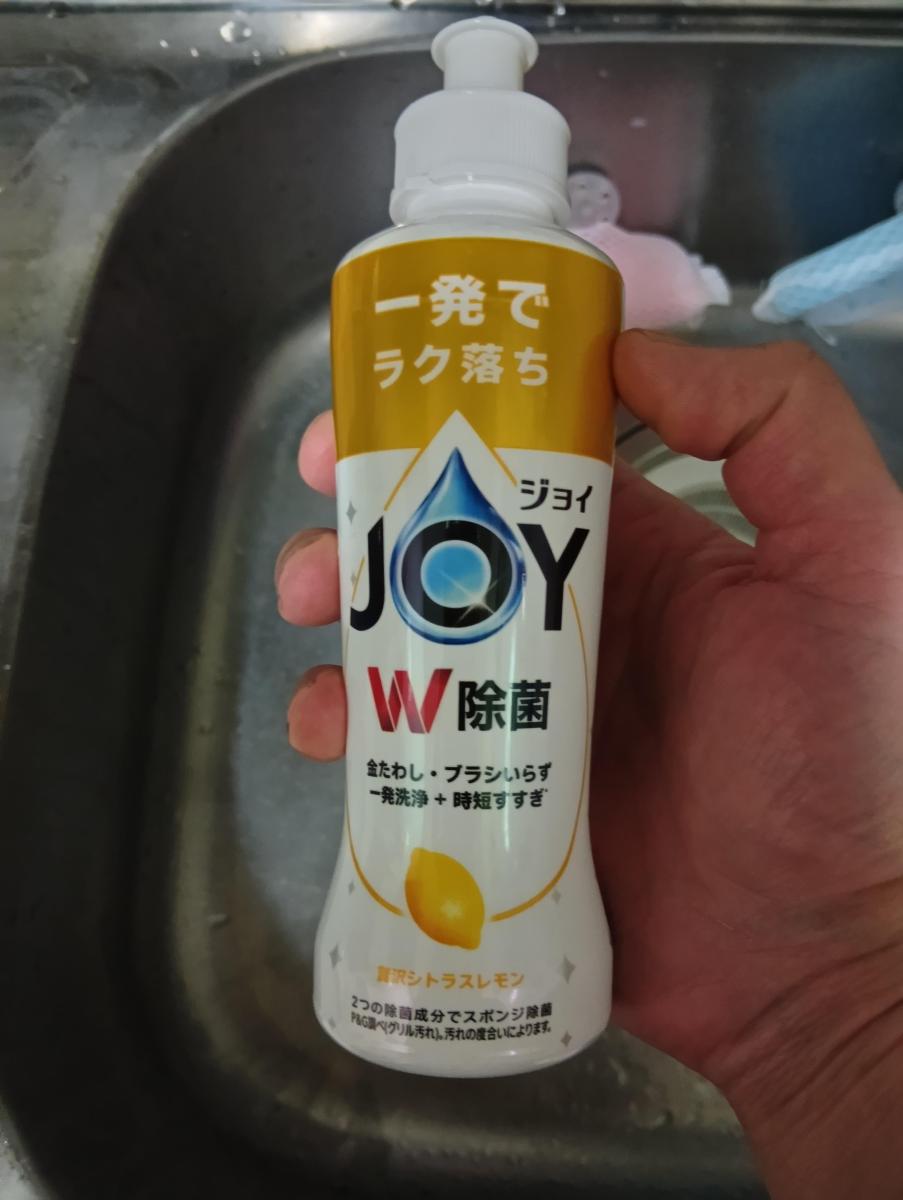 一発で
ラク落ち
ジョイ
JOY
W除菌
金たわし・ブラシいらず
一発洗浄 + 時短すすぎ*
贅沢シトラスレモン
2つの除菌成分でスポンジ除菌
P&G調べ(グリル汚れ)。汚れの度合いによります。